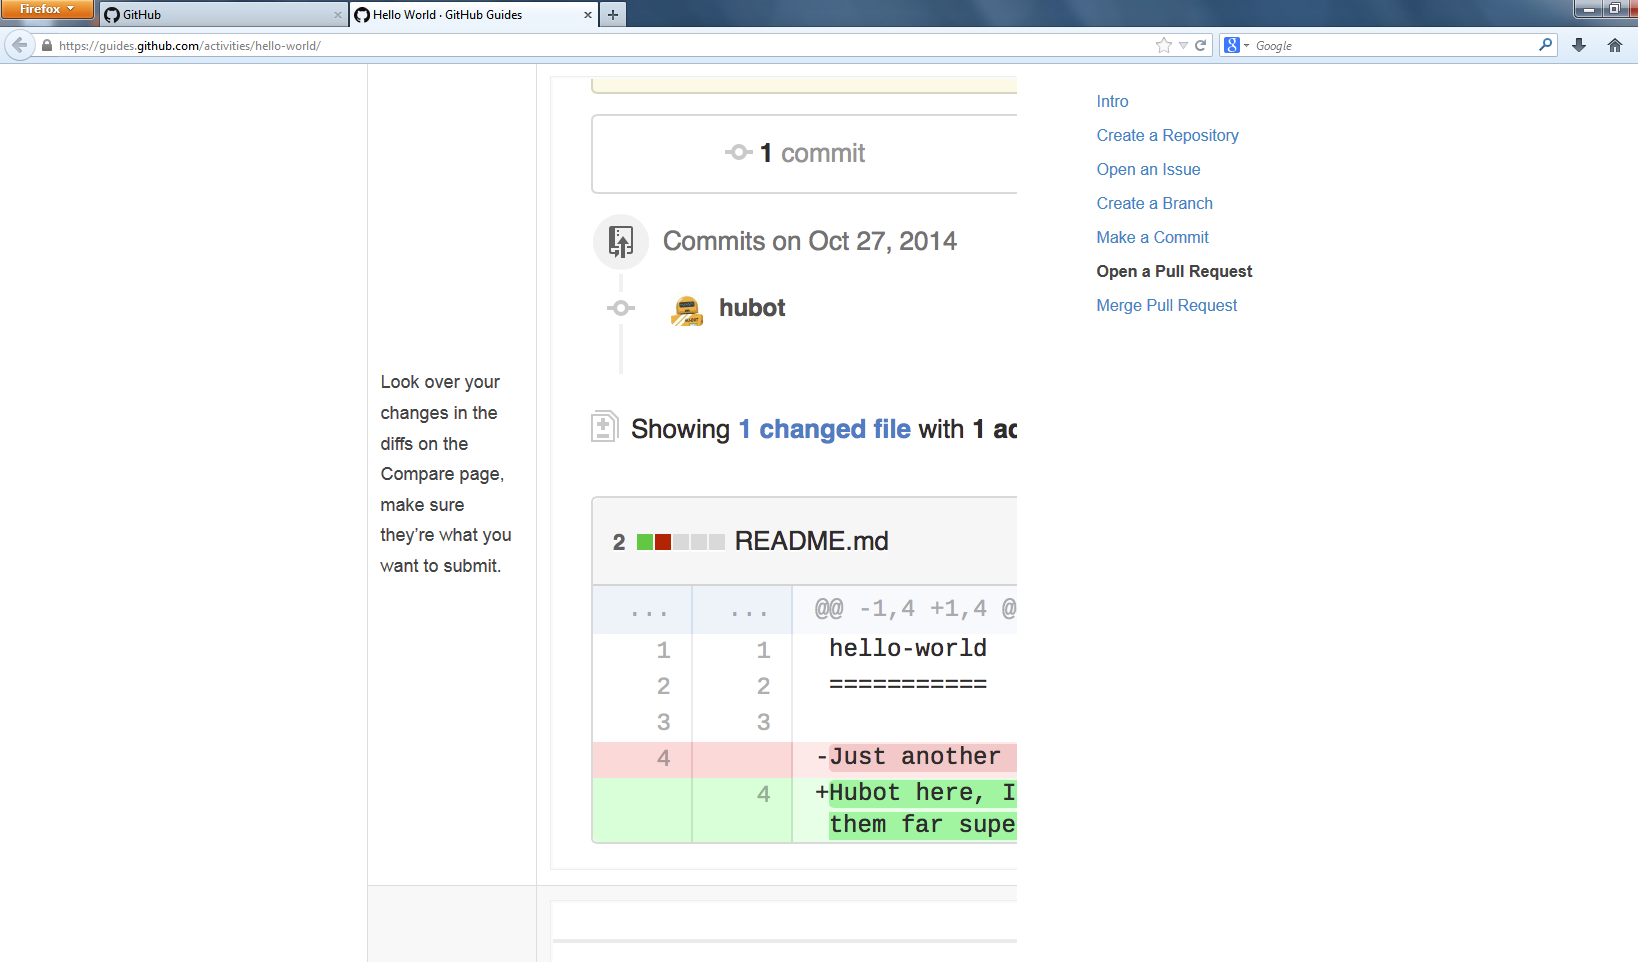 Firefox
GitHub
Hello World · GitHub Guides
https://guides.github.com/activities/hello-world/
Google
Look over your
changes in the
diffs on the
Compare page,
make sure
they’re what you
want to submit.
1 commit
Commits on Oct 27, 2014
hubot
Showing 1 changed file with 1 ad
2 README.md
... ... @@ -1,4 +1,4 @
1 1 hello-world
2 2 ===========
3 3
4 -Just another
4 +Hubot here, I
them far supe
Intro
Create a Repository
Open an Issue
Create a Branch
Make a Commit
Open a Pull Request
Merge Pull Request